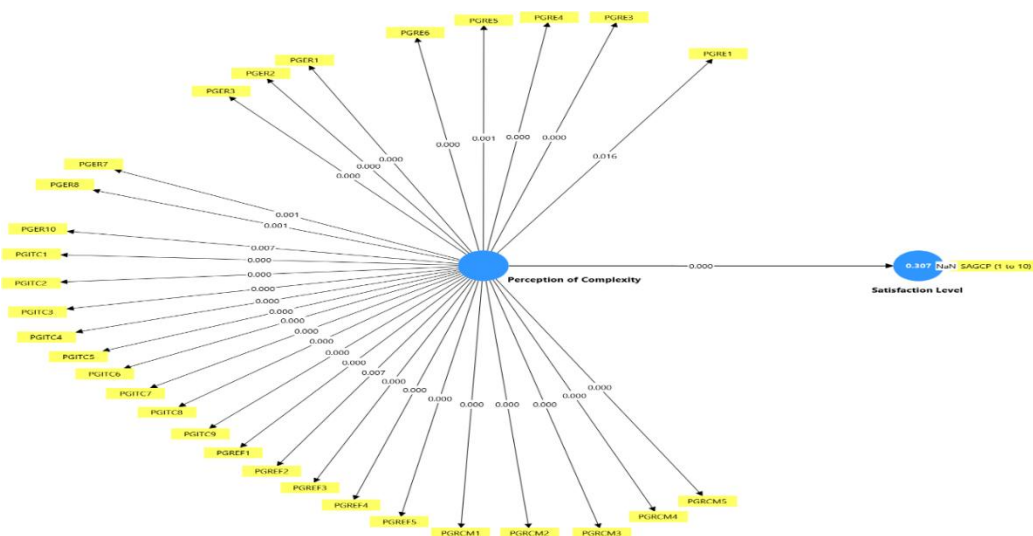 PGRE6
PGRE5
PGRE4
PGRE3
PGRE1
PGER1
PGER2
PGER3
PGER7
PGER8
PGER10
PGITC1
PGITC2
PGITC3
PGITC4
PGITC5
PGITC6
PGITC7
PGITC8
PGITC9
PGREF1
PGREF2
PGREF3
PGREF4
PGREF5
PGRCM1
PGRCM2
PGRCM3
PGRCM4
PGRCM5
0.000
0.001
0.000
0.000
0.016
0.000
0.000
0.000
0.001
0.001
0.007
0.000
0.000
0.000
0.000
0.000
0.000
0.000
0.000
0.000
0.000
0.007
0.000
0.000
0.000
0.000
0.000
0.000
0.000
0.000
Perception of Complexity
0.000
0.307
NaN
SAGCP (1 to 10)
Satisfaction Level